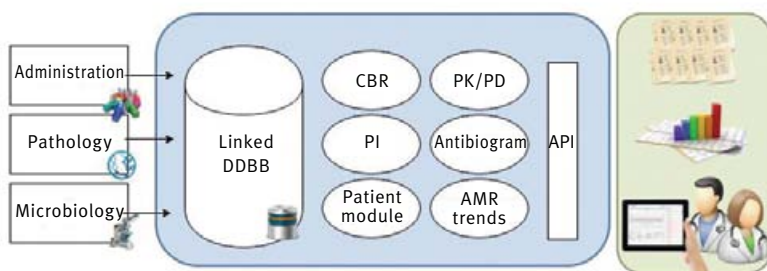 Administration
Pathology
Microbiology
Linked
DDBB
CBR
PK/PD
PI
Antibiogram
Patient
module
AMR
trends
API